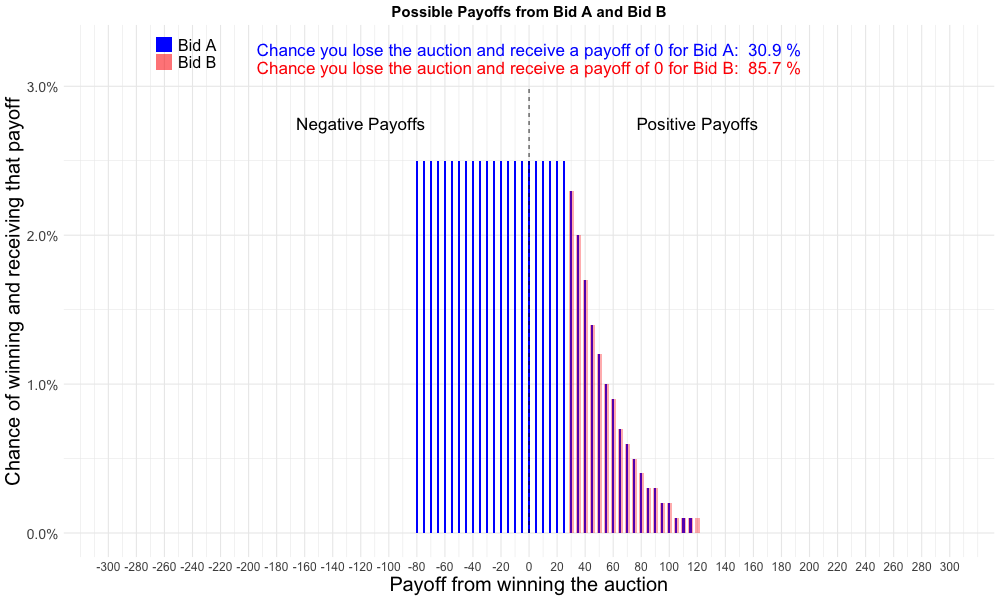 Possible Payoffs from Bid A and Bid B
Bid A
Bid B
Chance you lose the auction and receive a payoff of 0 for Bid A: 30.9 %
Chance you lose the auction and receive a payoff of 0 for Bid B: 85.7 %
Negative Payoffs
Positive Payoffs
Chance of winning and receiving that payoff
3.0%
2.0%
1.0%
0.0%
-300 -280 -260 -240 -220 -200 -180 -160 -140 -120 -100 -80 -60 -40 -20 0 20 40 60 80 100 120 140 160 180 200 220 240 260 280 300
Payoff from winning the auction